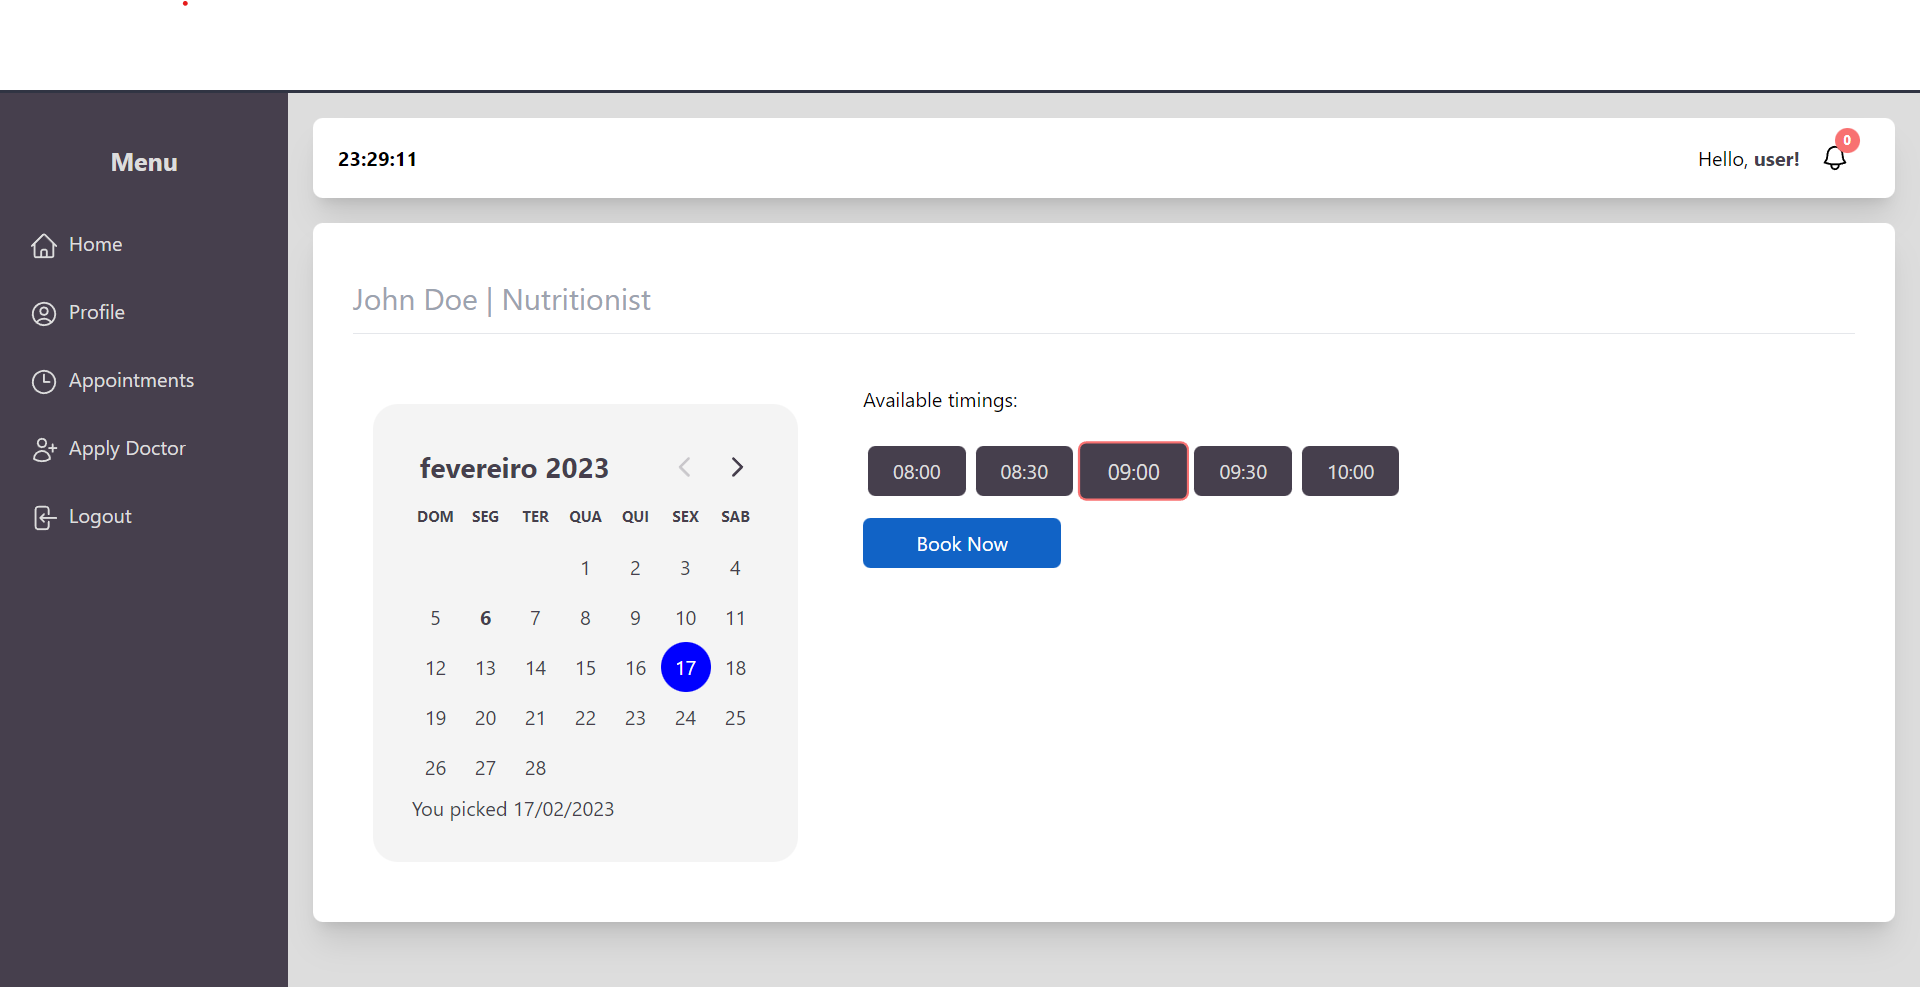 Menu
Home
Profile
Appointments
Apply Doctor
Logout
23:29:11
Hello, user!
0
John Doe | Nutritionist
fevereiro 2023
DOM SEG TER QUA QUI SEX SAB
1 2 3 4
5 6 7 8 9 10 11
12 13 14 15 16 17 18
19 20 21 22 23 24 25
26 27 28
You picked 17/02/2023
Available timings:
08:00 08:30 09:00 09:30 10:00
Book Now